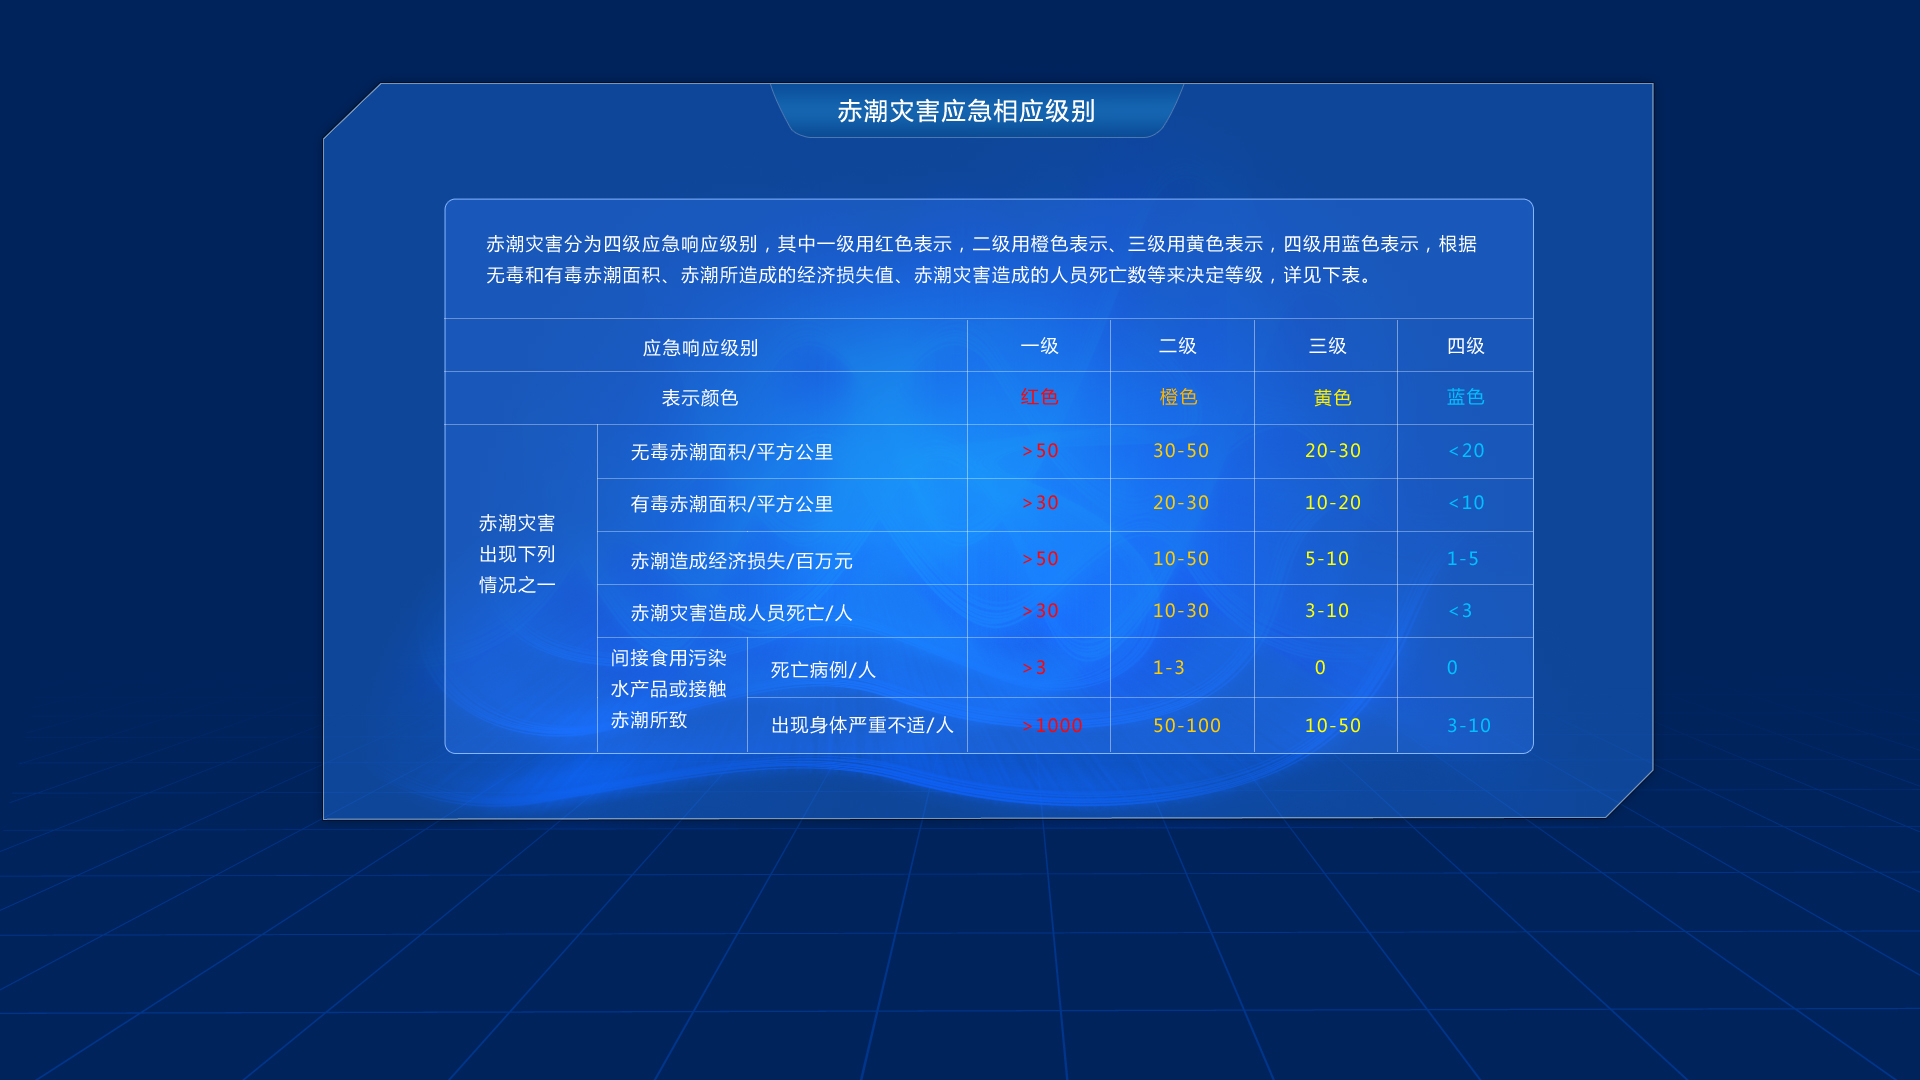 赤潮灾害应急相应级别
赤潮灾害分为四级应急响应级别，其中一级用红色表示，二级用橙色表示、三级用黄色表示，四级用蓝色表示，根据
无毒和有毒赤潮面积、赤潮所造成的经济损失值、赤潮灾害造成的人员死亡数等来决定等级，详见下表。
应急响应级别 一级 二级 三级 四级
表示颜色 红色 橙色 黄色 蓝色
赤潮灾害
出现下列
情况之一
无毒赤潮面积/平方公里 >50 30-50 20-30 <20
有毒赤潮面积/平方公里 >30 20-30 10-20 <10
赤潮造成经济损失/百万元 >50 10-50 5-10 1-5
赤潮灾害造成人员死亡/人 >30 10-30 3-10 <3
间接食用污染
水产品或接触
赤潮所致
死亡病例/人 >3 1-3 0 0
出现身体严重不适/人 >1000 50-100 10-50 3-10